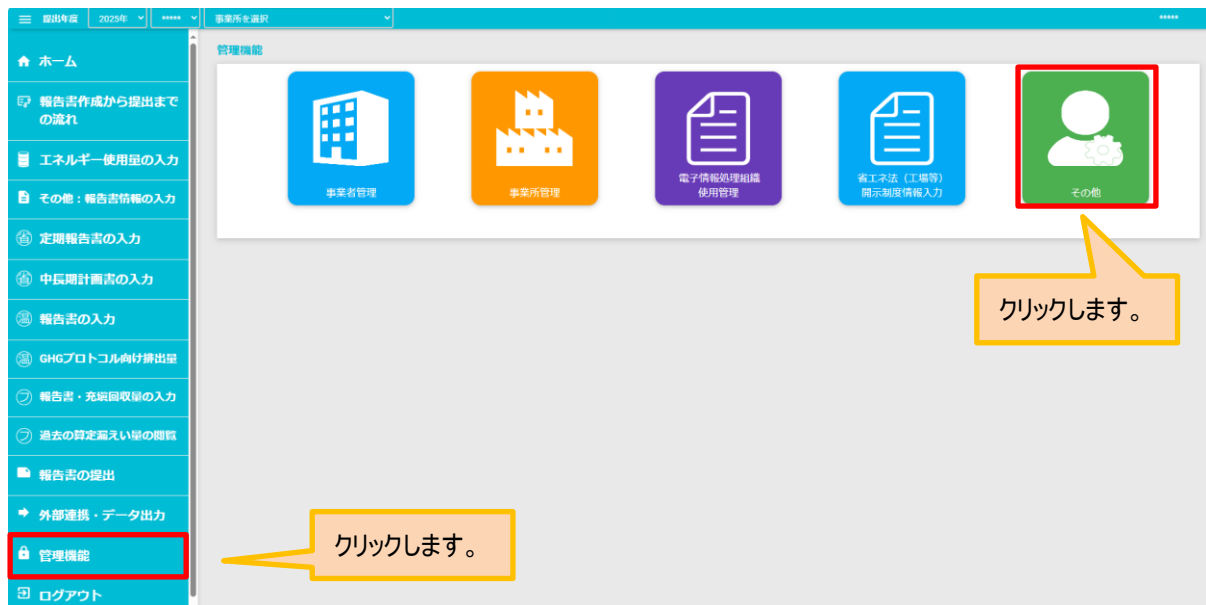 提出年度 2025年 ***** 事業所を選択 *****
ホーム
報告書作成から提出まで
の流れ
エネルギー使用量の入力
その他：報告書情報の入力
定期報告書の入力
中長期計画書の入力
報告書の入力
GHGプロトコル向け排出量
報告書・充塡回収量の入力
過去の算定漏えい量の閲覧
報告書の提出
外部連携・データ出力
管理機能
ログアウト
管理機能
事業者管理
事業所管理
電子情報処理組織
使用管理
省エネ法（工場等）
開示制度情報入力
その他
クリックします。
クリックします。